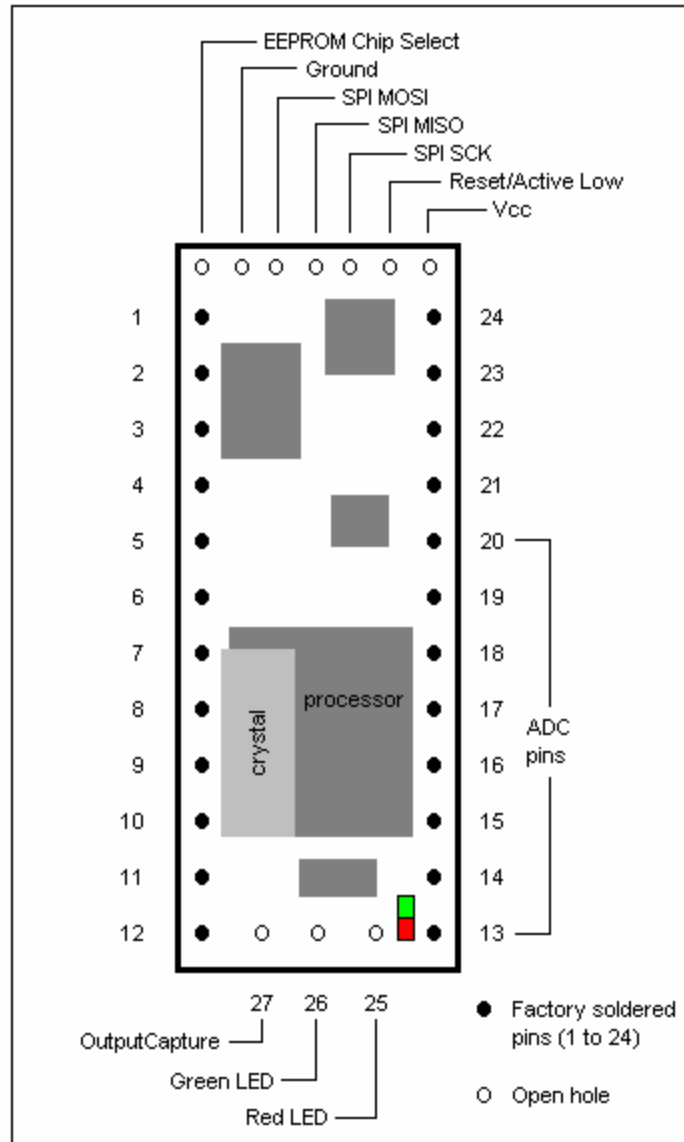 EEPROM Chip Select
Ground
SPI MOSI
SPI MISO
SPI SCK
Reset/Active Low
Vcc
1 24
2 23
3 22
4 21
5 20
6 19
7 18
8 17
9 16
10 15
11 14
12 13
processor
crystal
ADC
pins
27 26 25
OutputCapture
Green LED
Red LED
Factory soldered
pins (1 to 24)
Open hole